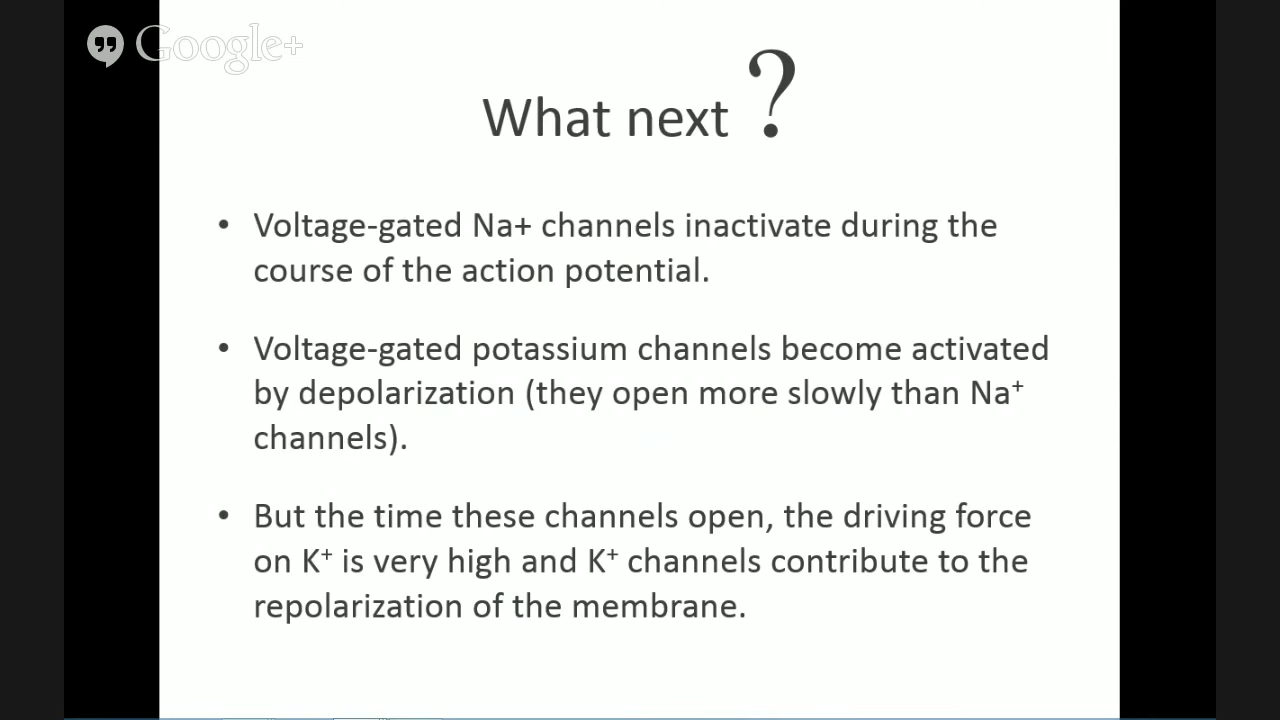 Google+
What next ?
• Voltage-gated Na+ channels inactivate during the
course of the action potential.
• Voltage-gated potassium channels become activated
by depolarization (they open more slowly than Na⁺
channels).
• But the time these channels open, the driving force
on K⁺ is very high and K⁺ channels contribute to the
repolarization of the membrane.